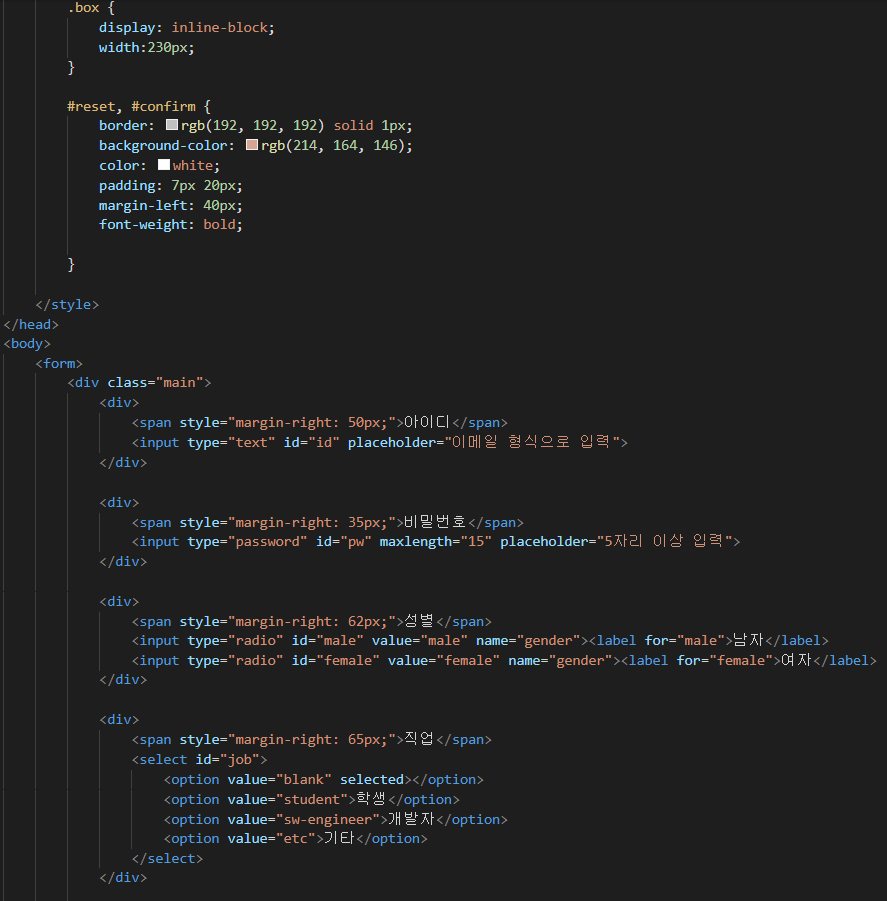 .box {
display: inline-block;
width:230px;
}
#reset, #confirm {
border: rgb(192, 192, 192) solid 1px;
background-color: rgb(214, 164, 146);
color: white;
padding: 7px 20px;
margin-left: 40px;
font-weight: bold;
}
</style>
</head>
<body>
<form>
<div class="main">
<div>
<span style="margin-right: 50px;">아이디</span>
<input type="text" id="id" placeholder="이메일 형식으로 입력">
</div>
<div>
<span style="margin-right: 35px;">비밀번호</span>
<input type="password" id="pw" maxlength="15" placeholder="5자리 이상 입력">
</div>
<div>
<span style="margin-right: 62px;">성별</span>
<input type="radio" id="male" value="male" name="gender"><label for="male">남자</label>
<input type="radio" id="female" value="female" name="gender"><label for="female">여자</label>
</div>
<div>
<span style="margin-right: 65px;">직업</span>
<select id="job">
<option value="blank" selected></option>
<option value="student">학생</option>
<option value="sw-engineer">개발자</option>
<option value="etc">기타</option>
</select>
</div>